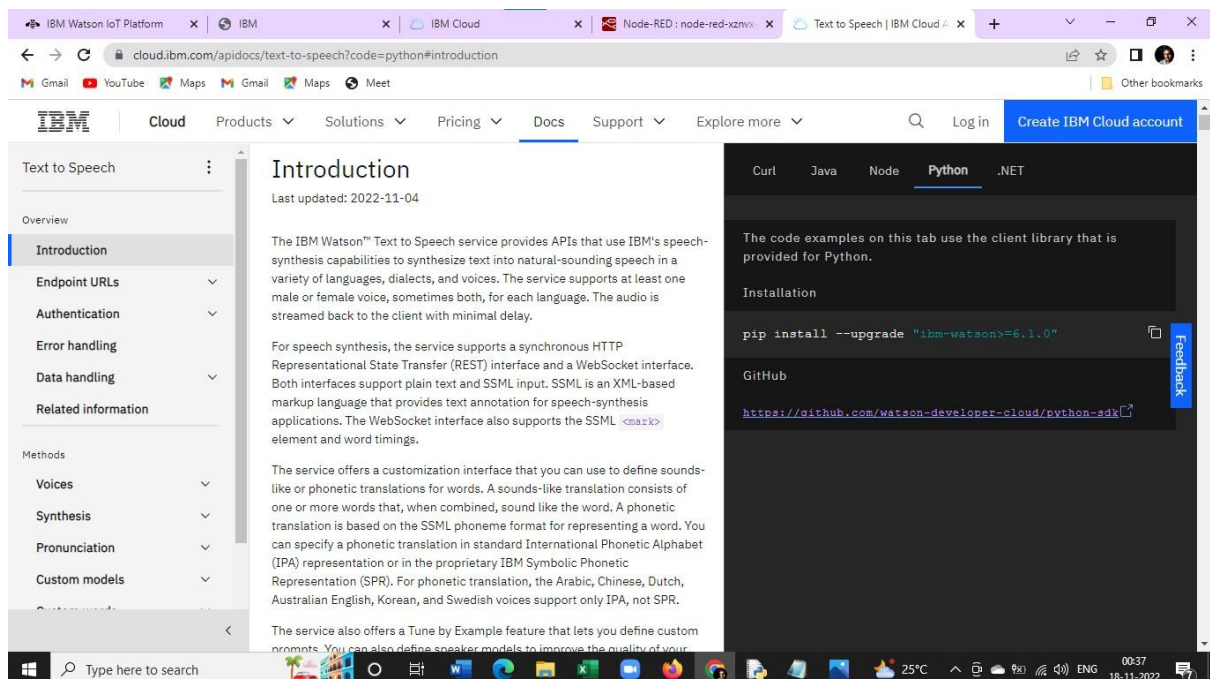 IBM Watson IoT Platform
IBM
IBM Cloud
Node-RED : node-red-xznvx-
Text to Speech | IBM Cloud A
cloud.ibm.com/apidocs/text-to-speech?code=python#introduction
Gmail YouTube Maps Gmail Maps Meet Other bookmarks
IBM Cloud Products Solutions Pricing Docs Support Explore more Log in Create IBM Cloud account
Text to Speech
Overview
Introduction
Endpoint URLs
Authentication
Error handling
Data handling
Related information
Methods
Voices
Synthesis
Pronunciation
Custom models
Introduction
Last updated: 2022-11-04
The IBM Watson™ Text to Speech service provides APIs that use IBM's speech-
synthesis capabilities to synthesize text into natural-sounding speech in a
variety of languages, dialects, and voices. The service supports at least one
male or female voice, sometimes both, for each language. The audio is
streamed back to the client with minimal delay.
For speech synthesis, the service supports a synchronous HTTP
Representational State Transfer (REST) interface and a WebSocket interface.
Both interfaces support plain text and SSML input. SSML is an XML-based
markup language that provides text annotation for speech-synthesis
applications. The WebSocket interface also supports the SSML <mark>
element and word timings.
The service offers a customization interface that you can use to define sounds-
like or phonetic translations for words. A sounds-like translation consists of
one or more words that, when combined, sound like the word. A phonetic
translation is based on the SSML phoneme format for representing a word. You
can specify a phonetic translation in standard International Phonetic Alphabet
(IPA) representation or in the proprietary IBM Symbolic Phonetic
Representation (SPR). For phonetic translation, the Arabic, Chinese, Dutch,
Australian English, Korean, and Swedish voices support only IPA, not SPR.
The service also offers a Tune by Example feature that lets you define custom
prompts. You can also define speaker models to improve the quality of your
Curl Java Node Python .NET
The code examples on this tab use the client library that is
provided for Python.
Installation
pip install --upgrade "ibm-watson>=6.1.0"
GitHub
https://github.com/watson-developer-cloud/python-sdk
Feedback
Type here to search
25°C
ENG
00:37
18-11-2022